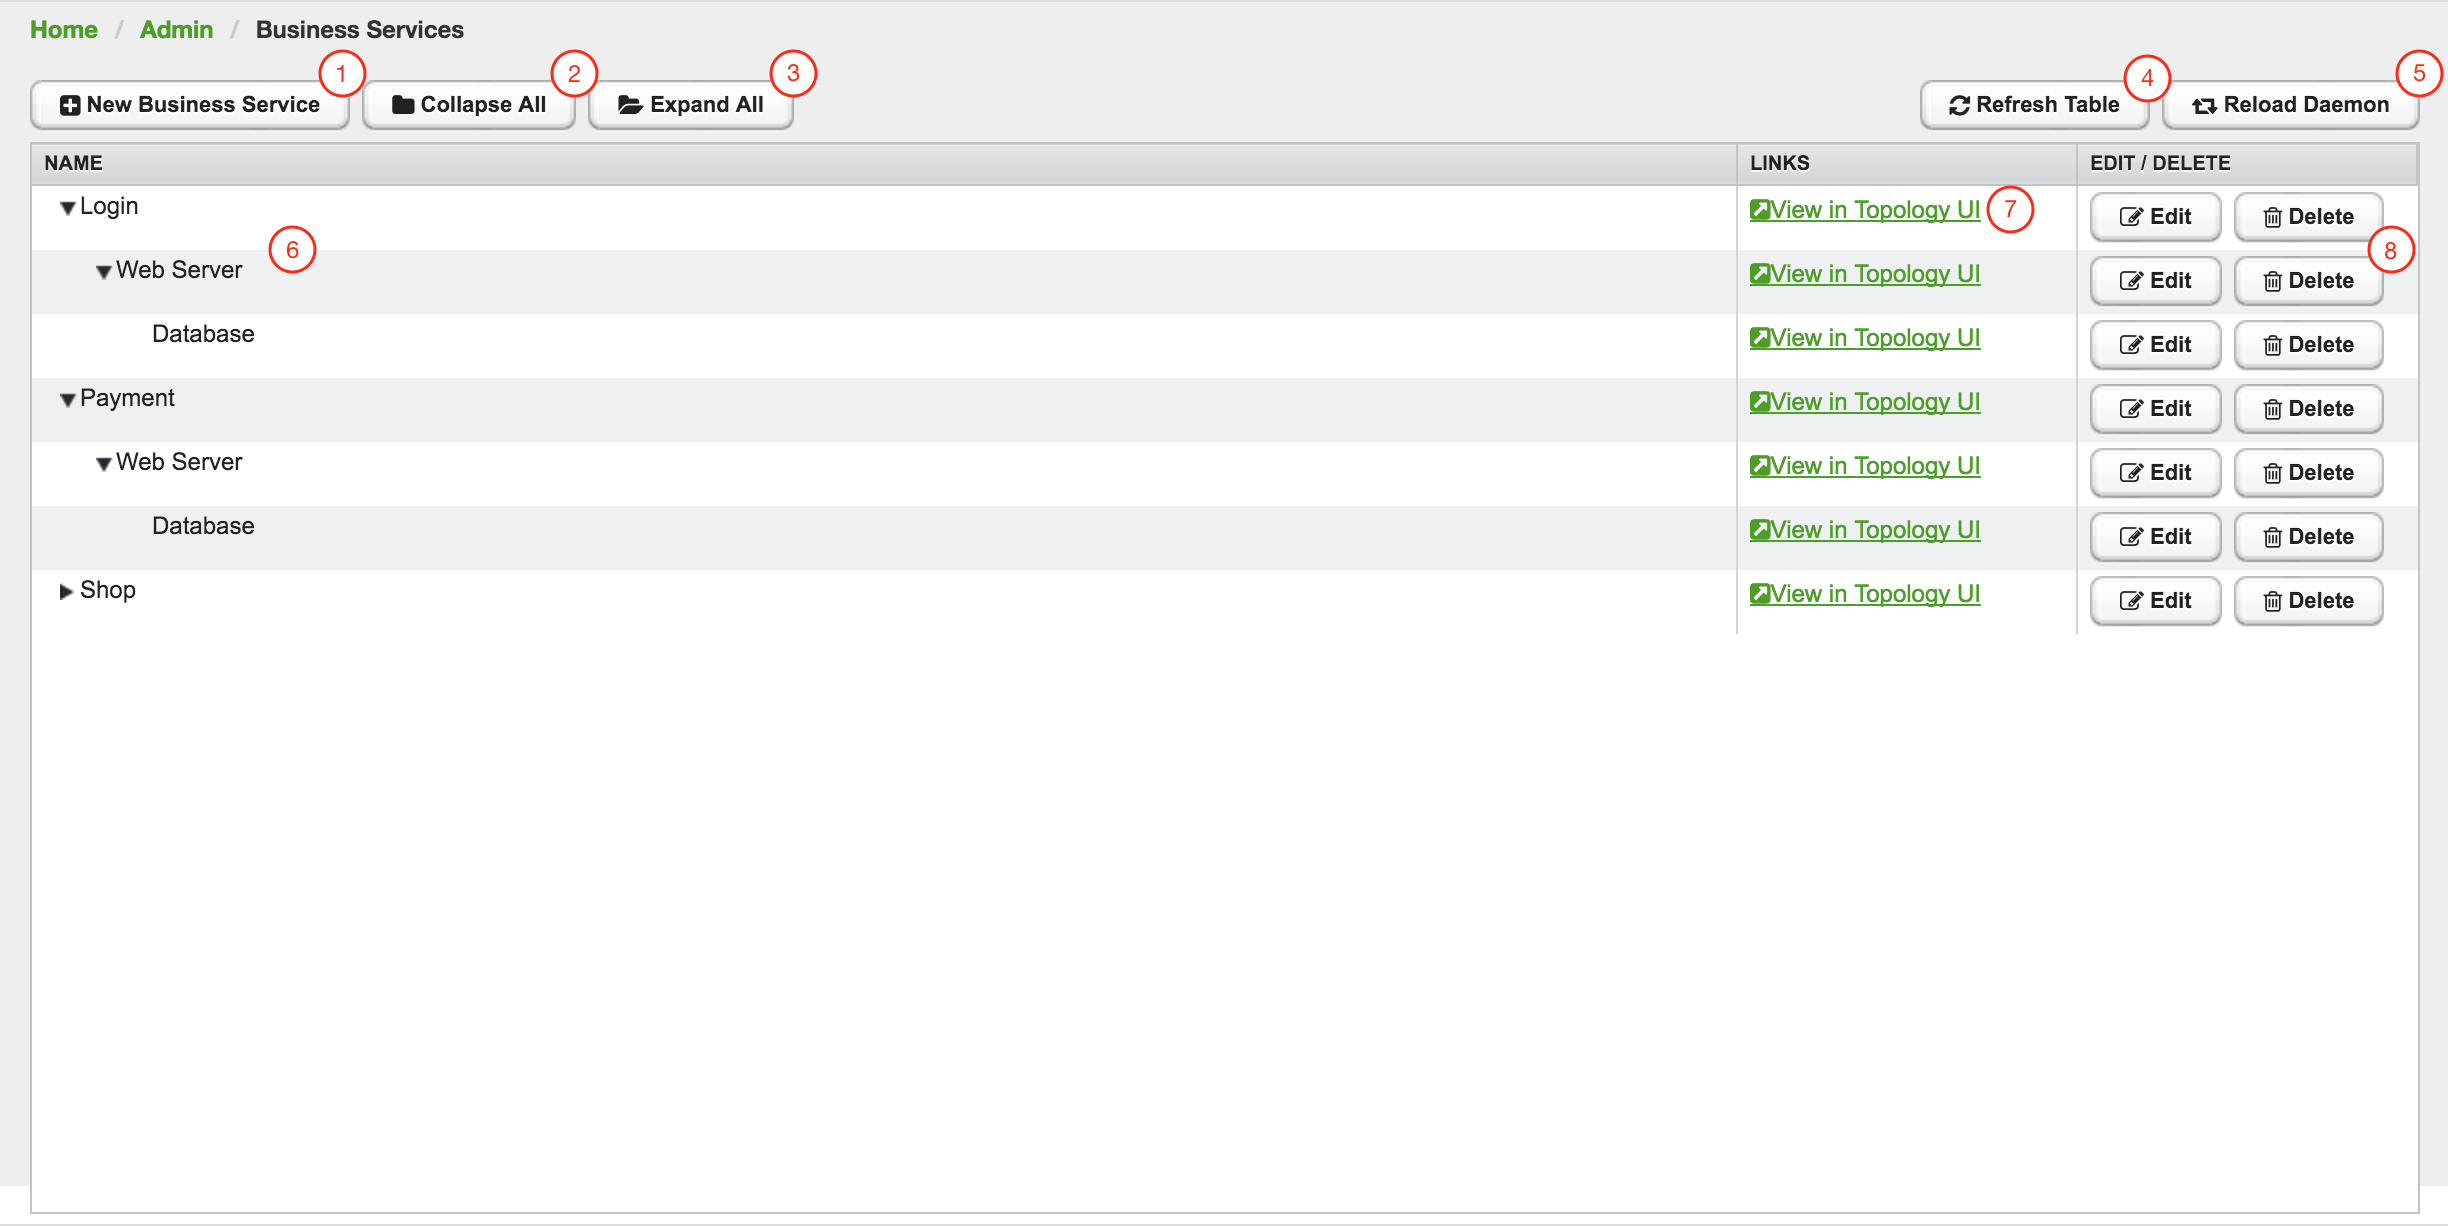 Home / Admin / Business Services
1 2 3 4 5
New Business Service Collapse All Expand All Refresh Table Reload Daemon
NAME LINKS EDIT / DELETE
Login View in Topology UI 7 Edit Delete
6 8
Web Server View in Topology UI Edit Delete
Database View in Topology UI Edit Delete
Payment View in Topology UI Edit Delete
Web Server View in Topology UI Edit Delete
Database View in Topology UI Edit Delete
Shop View in Topology UI Edit Delete